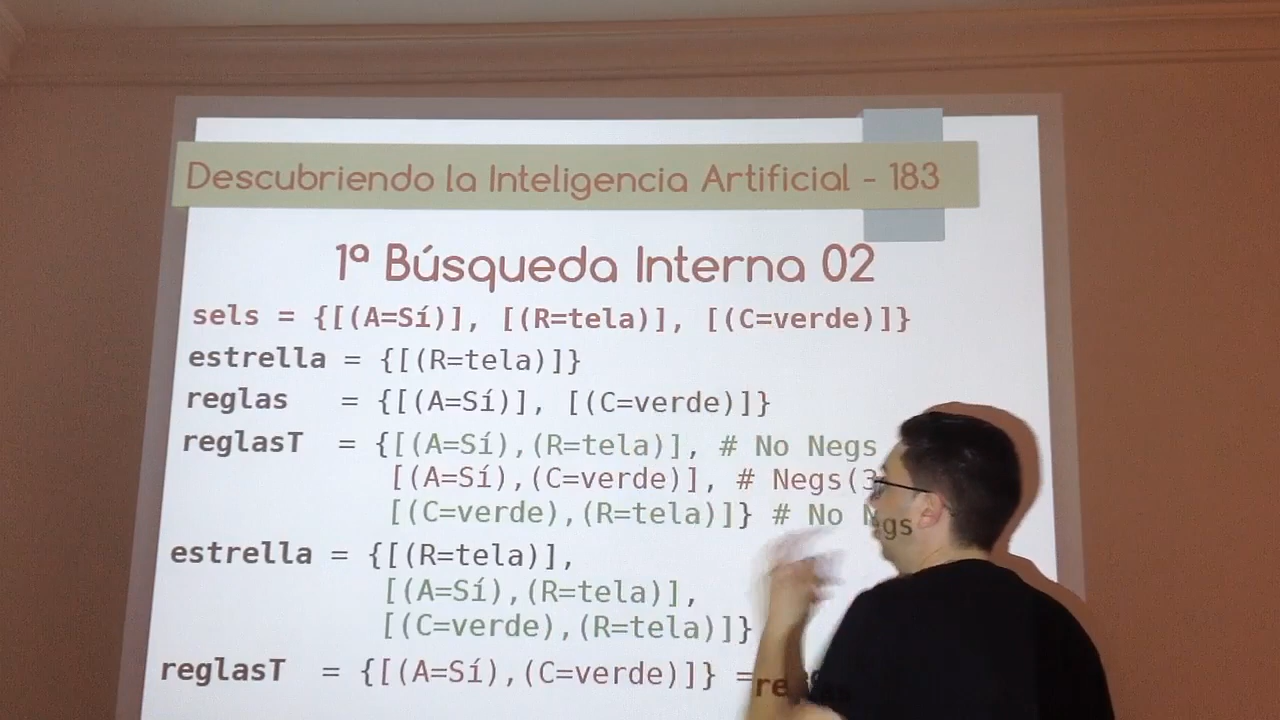 Descubriendo la Inteligencia Artificial - 183
1ª Búsqueda Interna 02
sels = {[(A=Sí)], [(R=tela)], [(C=verde)]}
estrella = {[(R=tela)]}
reglas = {[(A=Sí)], [(C=verde)]}
reglasT = {[(A=Sí),(R=tela)], # No Negs
[(A=Sí),(C=verde)], # Negs(3
[(C=verde),(R=tela)]} # No Negs
estrella = {[(R=tela)],
[(A=Sí),(R=tela)],
[(C=verde),(R=tela)]}
reglasT = {[(A=Sí),(C=verde)]} =